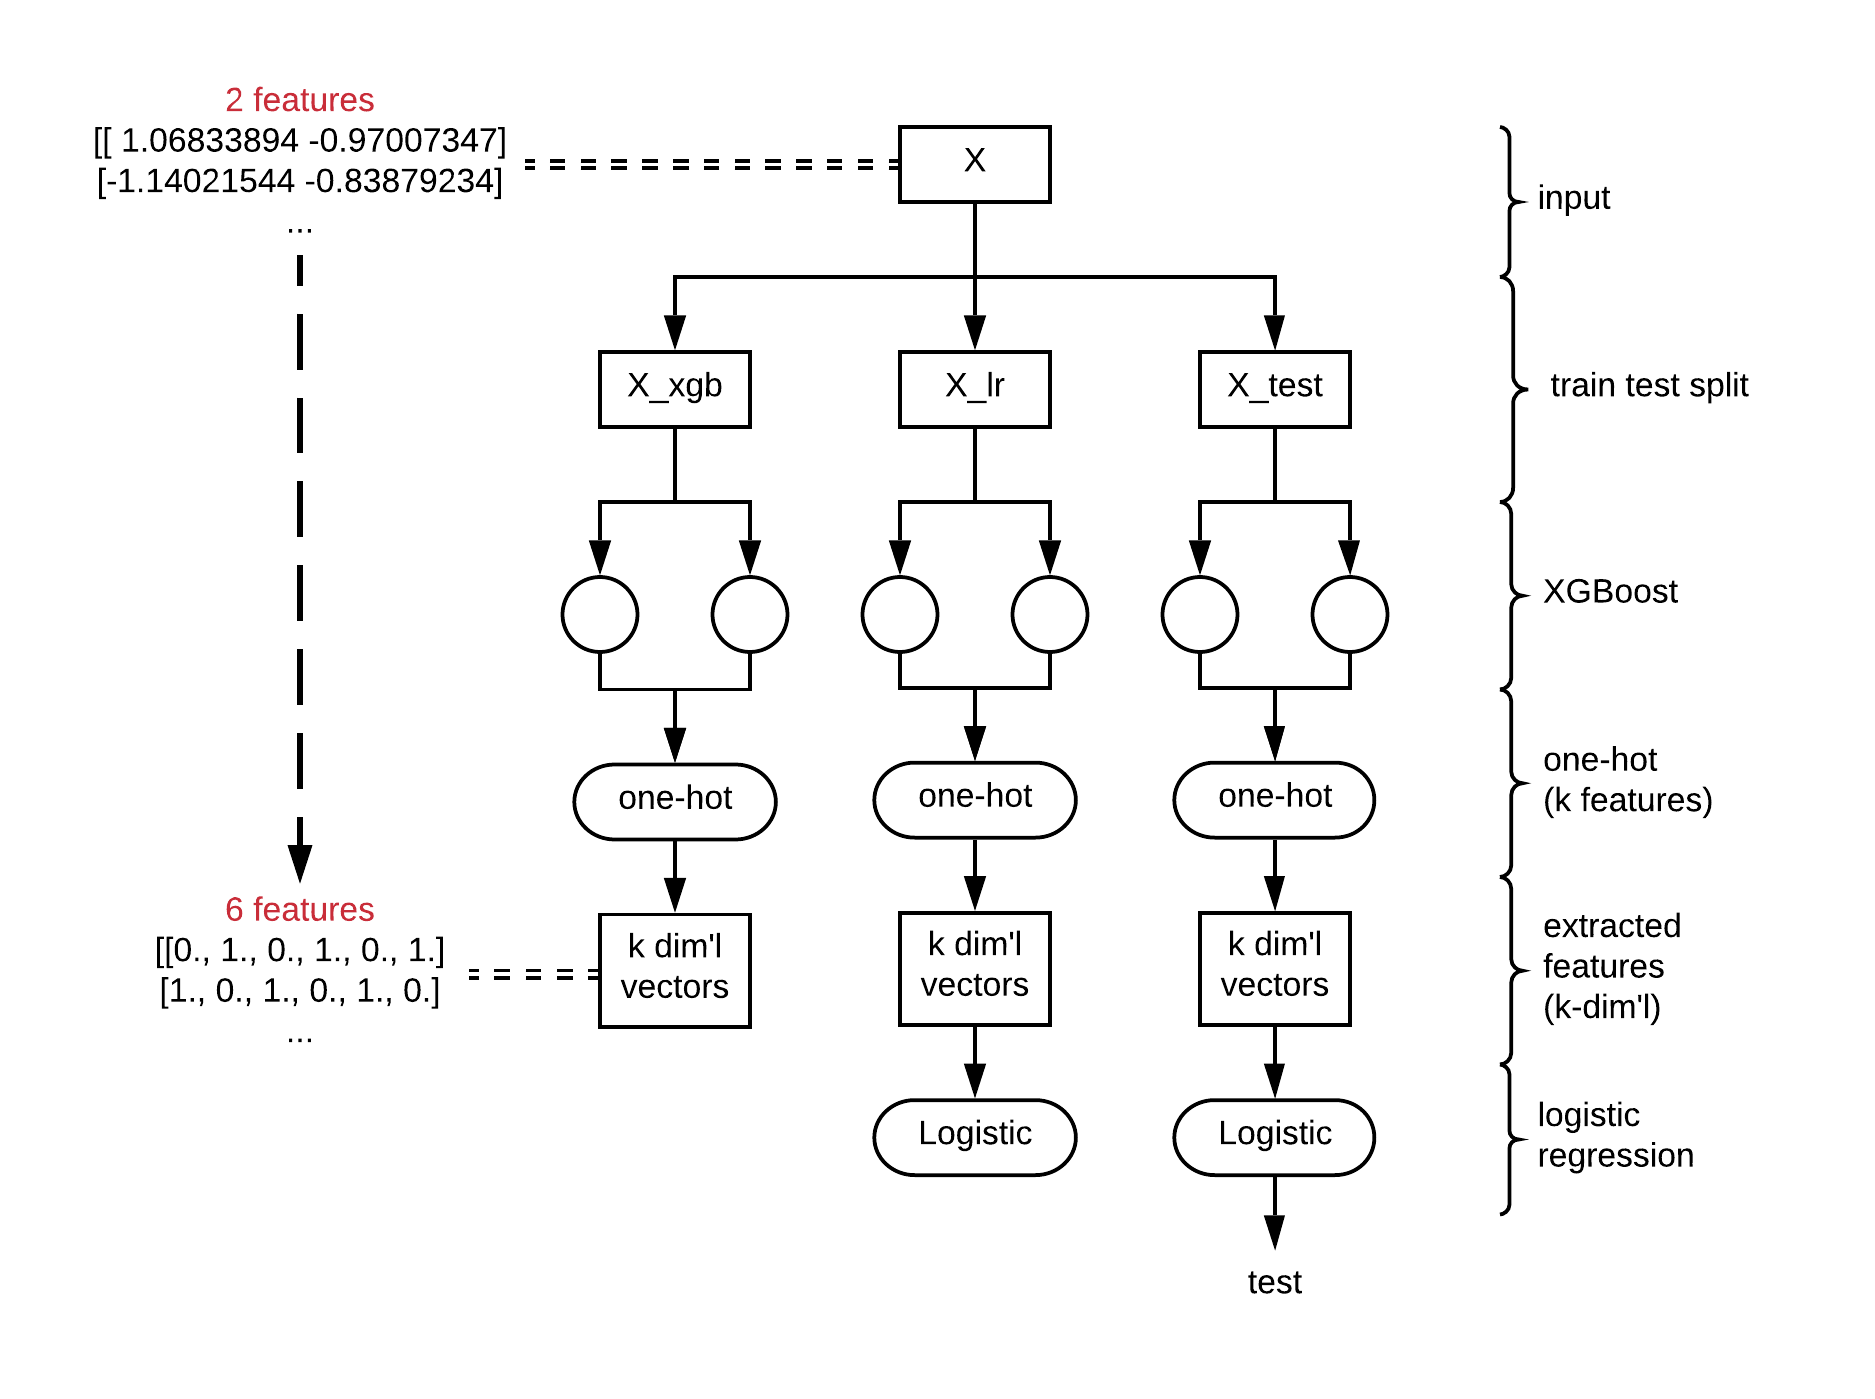 2 features
[[ 1.06833894 -0.97007347]
[-1.14021544 -0.83879234]
...
X
input
X_xgb
X_lr
X_test
train test split
XGBoost
one-hot
one-hot
one-hot
one-hot
(k features)
6 features
[[0., 1., 0., 1., 0., 1.]
[1., 0., 1., 0., 1., 0.]
...
k dim'l
vectors
k dim'l
vectors
k dim'l
vectors
extracted
features
(k-dim'l)
Logistic
Logistic
logistic
regression
test